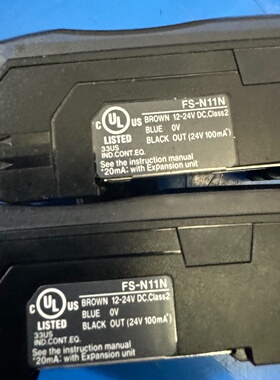 FS-N11N
C UL US
BROWN 12-24V DC,Class2
BLUE 0V
LISTED BLACK OUT (24V 100mA*)
33US
IND.CONT.EQ.
See the instruction manual
*20mA: with Expansion unit
FS-N11N
C UL US
BROWN 12-24V DC,Class2
BLUE 0V
LISTED BLACK OUT (24V 100mA*)
33US
IND.CONT.EQ.
See the instruction manual
*20mA: with Expansion unit